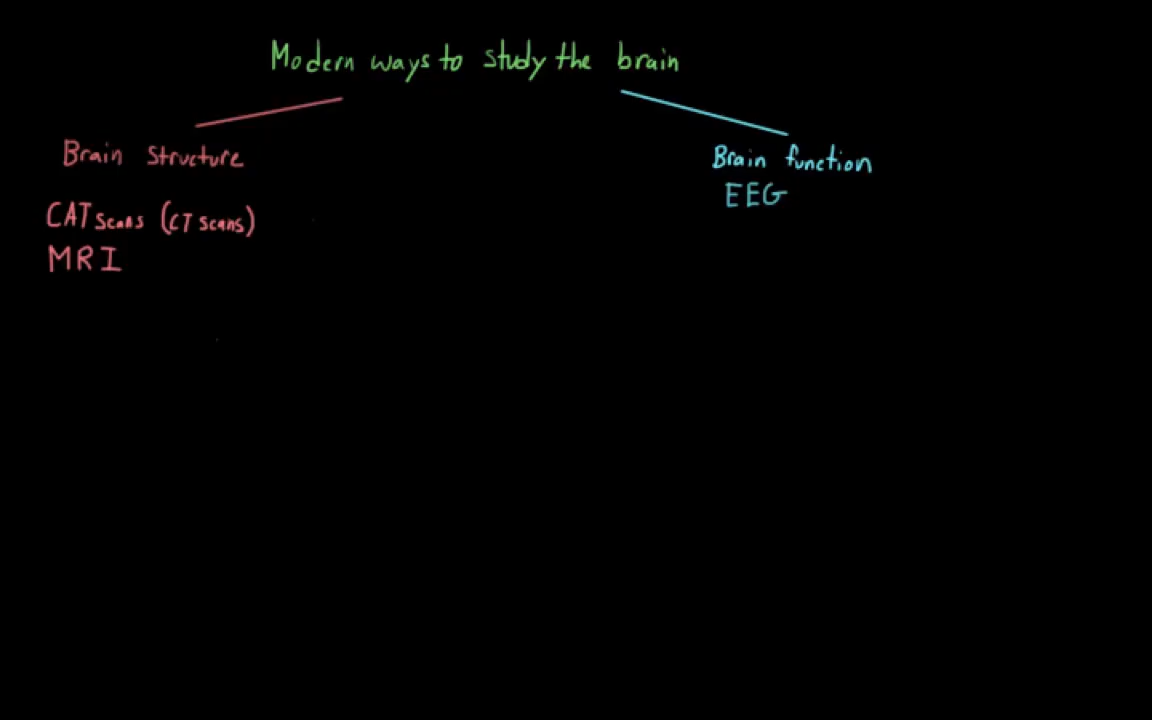 Modern ways to study the brain
Brain structure
CAT scans (CT scans)
MRI
Brain function
EEG